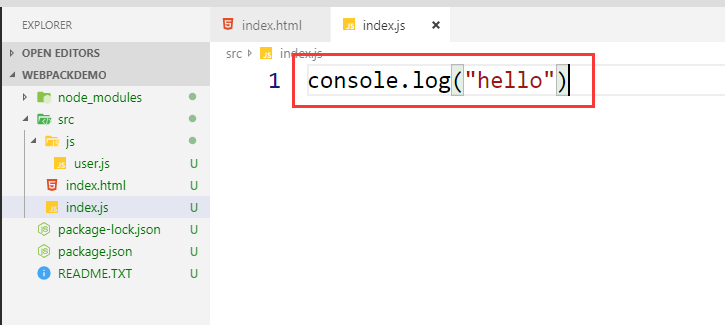 EXPLORER
index.html
index.js
OPEN EDITORS
src
index.js
WEBPACKDEMO
1
console.log("hello")
node_modules
src
js
user.js U
index.html U
index.js U
package-lock.json U
package.json U
README.TXT U